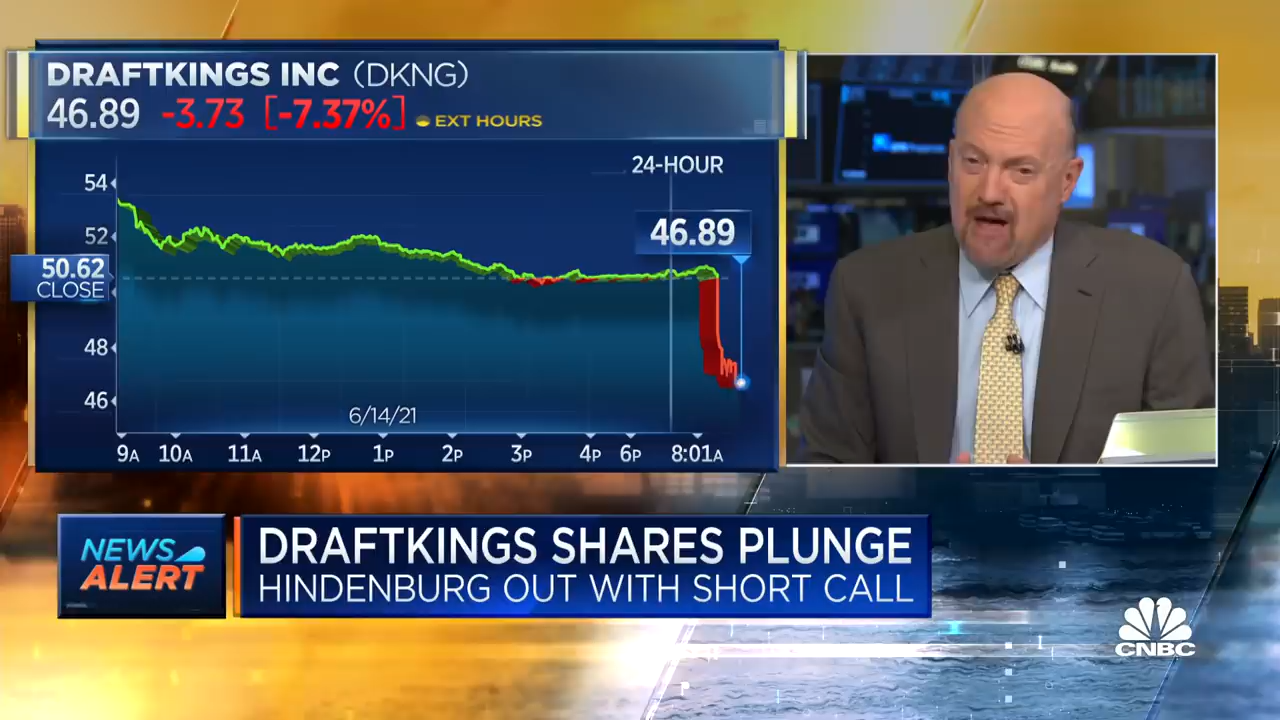 DRAFTKINGS INC (DKNG)
46.89 -3.73 [-7.37%] EXT HOURS
24-HOUR
54
52
46.89
50.62
CLOSE
48
46
6/14/21
9A 10A 11A 12P 1P 2P 3P 4P 6P 8:01A
NEWS
ALERT
DRAFTKINGS SHARES PLUNGE
HINDENBURG OUT WITH SHORT CALL
CNBC